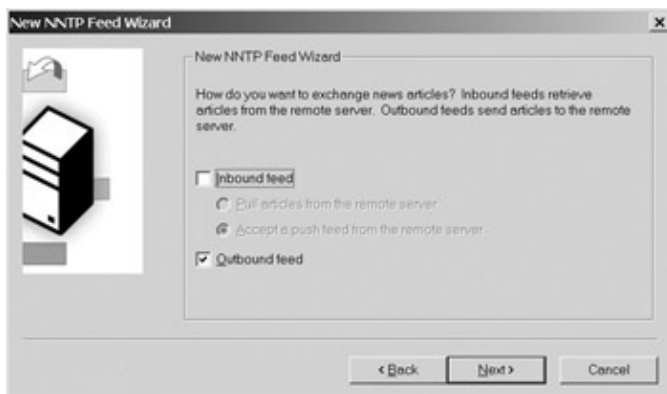 New NNTP Feed Wizard
New NNTP Feed Wizard
How do you want to exchange news articles? Inbound feeds retrieve
articles from the remote server. Outbound feeds send articles to the remote
server.
Inbound feed
Pull articles from the remote server
Accept a push feed from the remote server
Outbound feed
< Back
Next >
Cancel